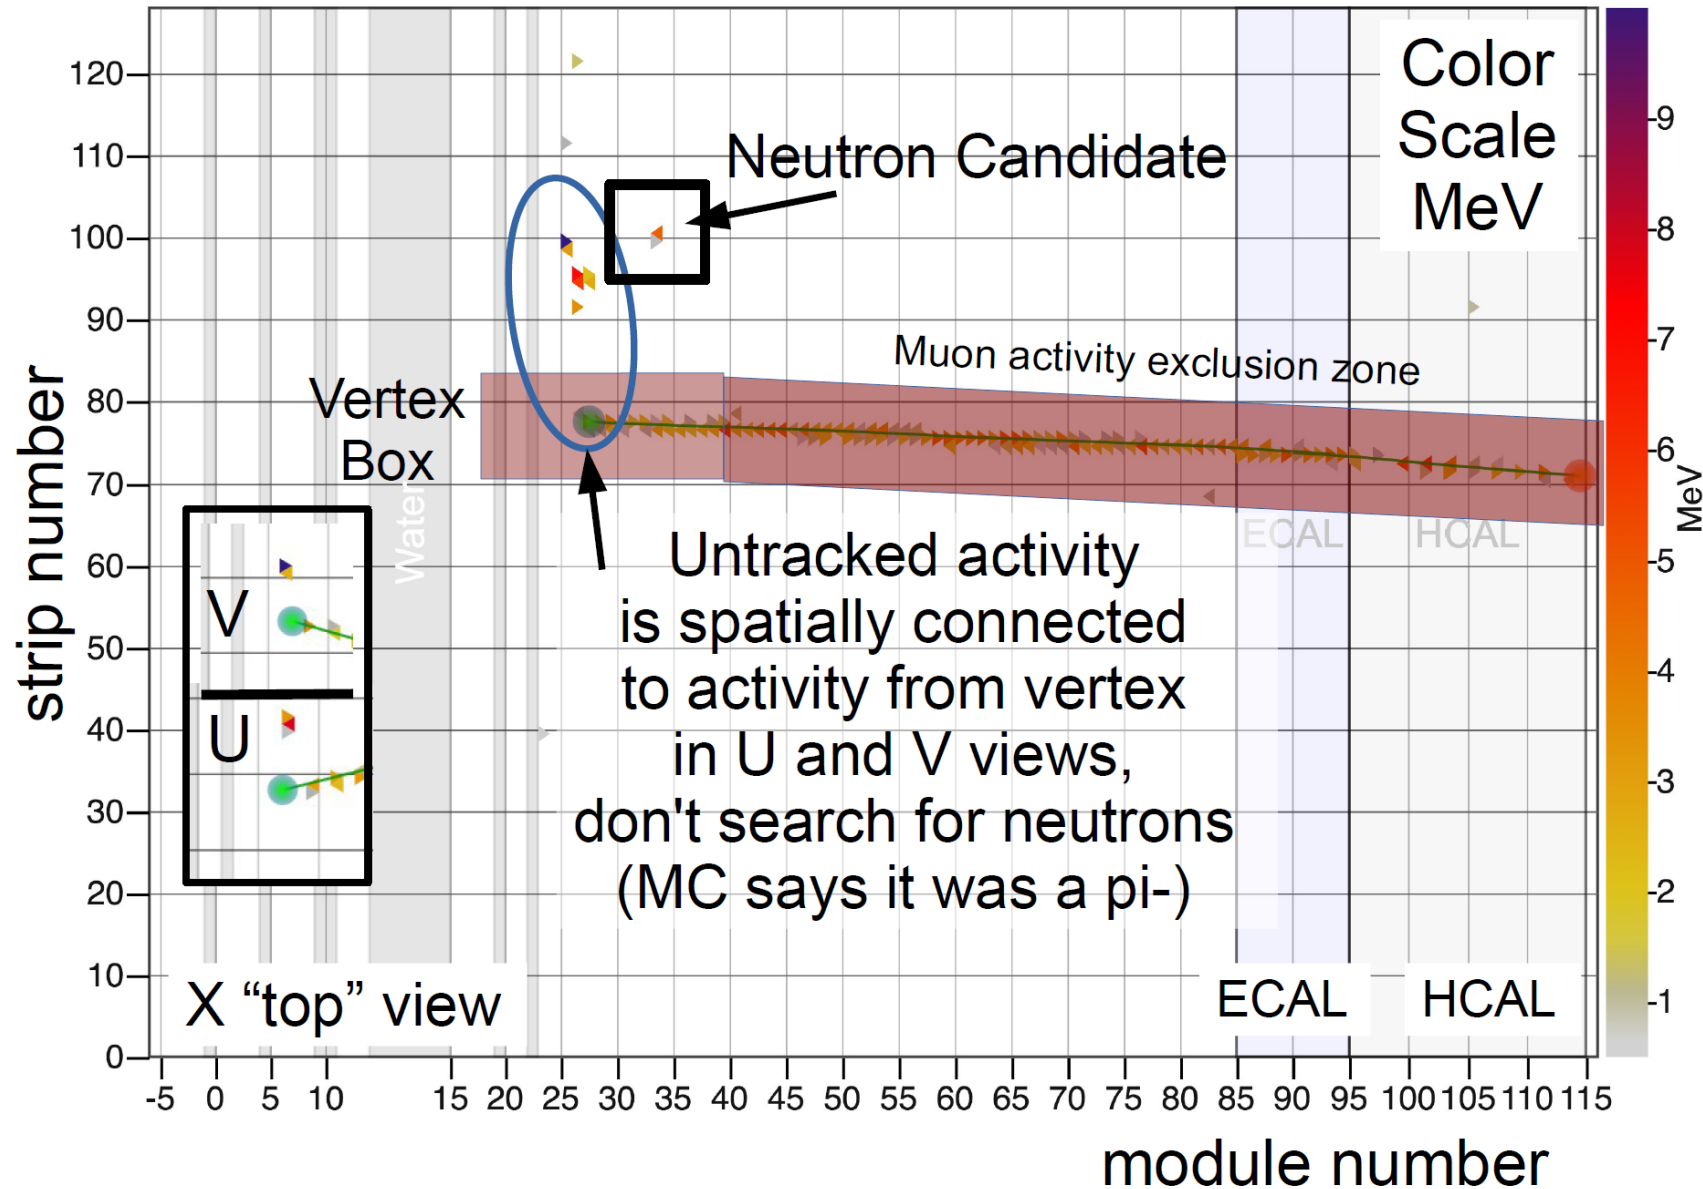 120
110
100
90
80
70
60
50
40
30
20
10
0
strip number
-5 0 5 10 15 20 25 30 35 40 45 50 55 60 65 70 75 80 85 90 95 100 105 110 115
module number
Color
Scale
MeV
Neutron Candidate
Muon activity exclusion zone
Vertex
Box
Water
V
U
Untracked activity
is spatially connected
to activity from vertex
in U and V views,
don't search for neutrons
(MC says it was a pi-)
ECAL
HCAL
X “top” view
ECAL
HCAL
9
8
7
6
5
4
3
2
1
MeV